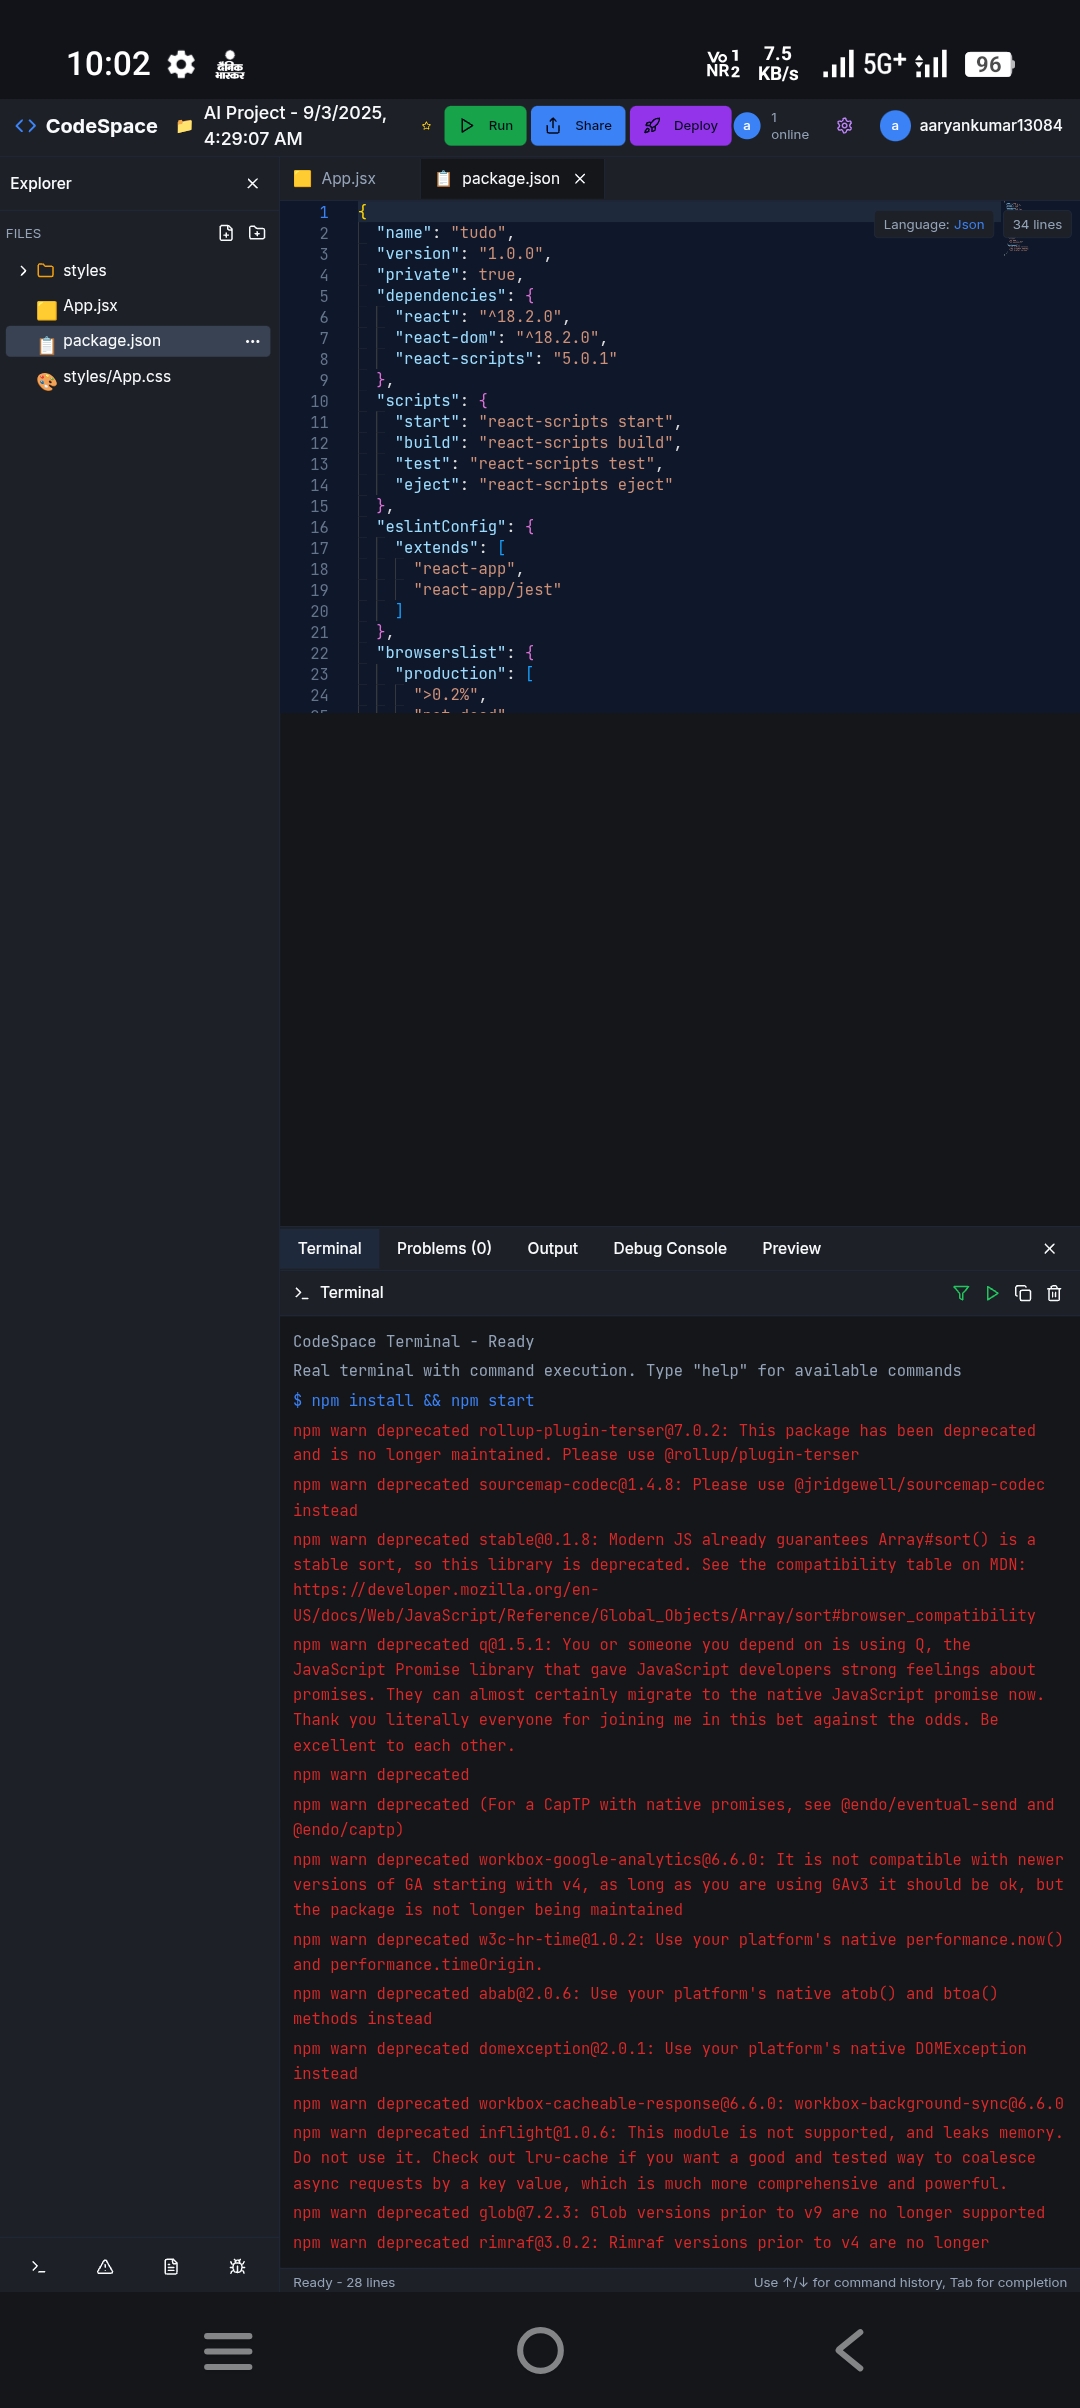 10:02
दैनिक
भास्कर
Vo 1
NR 2
7.5
KB/s
5G+
96
CodeSpace
AI Project - 9/3/2025,
4:29:07 AM
Run
Share
Deploy
a
1
online
a
aaryankumar13084
Explorer
FILES
styles
App.jsx
package.json
styles/App.css
App.jsx
package.json
Language: Json
34 lines
1 {
2 "name": "tudo",
3 "version": "1.0.0",
4 "private": true,
5 "dependencies": {
6 "react": "^18.2.0",
7 "react-dom": "^18.2.0",
8 "react-scripts": "5.0.1"
9 },
10 "scripts": {
11 "start": "react-scripts start",
12 "build": "react-scripts build",
13 "test": "react-scripts test",
14 "eject": "react-scripts eject"
15 },
16 "eslintConfig": {
17 "extends": [
18 "react-app",
19 "react-app/jest"
20 ]
21 },
22 "browserslist": {
23 "production": [
24 ">0.2%",
Terminal
Problems (0)
Output
Debug Console
Preview
Terminal
CodeSpace Terminal - Ready
Real terminal with command execution. Type "help" for available commands
$ npm install && npm start
npm warn deprecated rollup-plugin-terser@7.0.2: This package has been deprecated
and is no longer maintained. Please use @rollup/plugin-terser
npm warn deprecated sourcemap-codec@1.4.8: Please use @jridgewell/sourcemap-codec
instead
npm warn deprecated stable@0.1.8: Modern JS already guarantees Array#sort() is a
stable sort, so this library is deprecated. See the compatibility table on MDN:
https://developer.mozilla.org/en-
US/docs/Web/JavaScript/Reference/Global_Objects/Array/sort#browser_compatibility
npm warn deprecated q@1.5.1: You or someone you depend on is using Q, the
JavaScript Promise library that gave JavaScript developers strong feelings about
promises. They can almost certainly migrate to the native JavaScript promise now.
Thank you literally everyone for joining me in this bet against the odds. Be
excellent to each other.
npm warn deprecated
npm warn deprecated (For a CapTP with native promises, see @endo/eventual-send and
@endo/captp)
npm warn deprecated workbox-google-analytics@6.6.0: It is not compatible with newer
versions of GA starting with v4, as long as you are using GAv3 it should be ok, but
the package is not longer being maintained
npm warn deprecated w3c-hr-time@1.0.2: Use your platform's native performance.now()
and performance.timeOrigin.
npm warn deprecated abab@2.0.6: Use your platform's native atob() and btoa()
methods instead
npm warn deprecated domexception@2.0.1: Use your platform's native DOMException
instead
npm warn deprecated workbox-cacheable-response@6.6.0: workbox-background-sync@6.6.0
npm warn deprecated inflight@1.0.6: This module is not supported, and leaks memory.
Do not use it. Check out lru-cache if you want a good and tested way to coalesce
async requests by a key value, which is much more comprehensive and powerful.
npm warn deprecated glob@7.2.3: Glob versions prior to v9 are no longer supported
npm warn deprecated rimraf@3.0.2: Rimraf versions prior to v4 are no longer
Ready - 28 lines
Use ↑/↓ for command history, Tab for completion